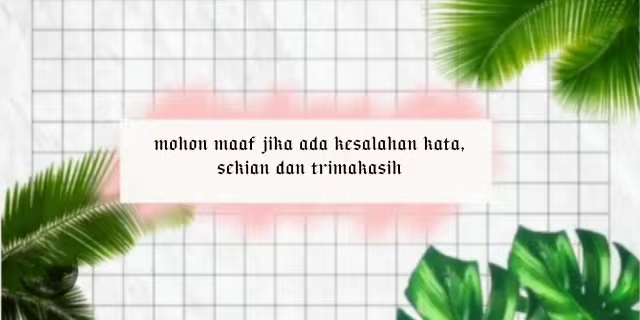 mohon maaf jika ada kesalahan kata,
sekian dan trimakasih